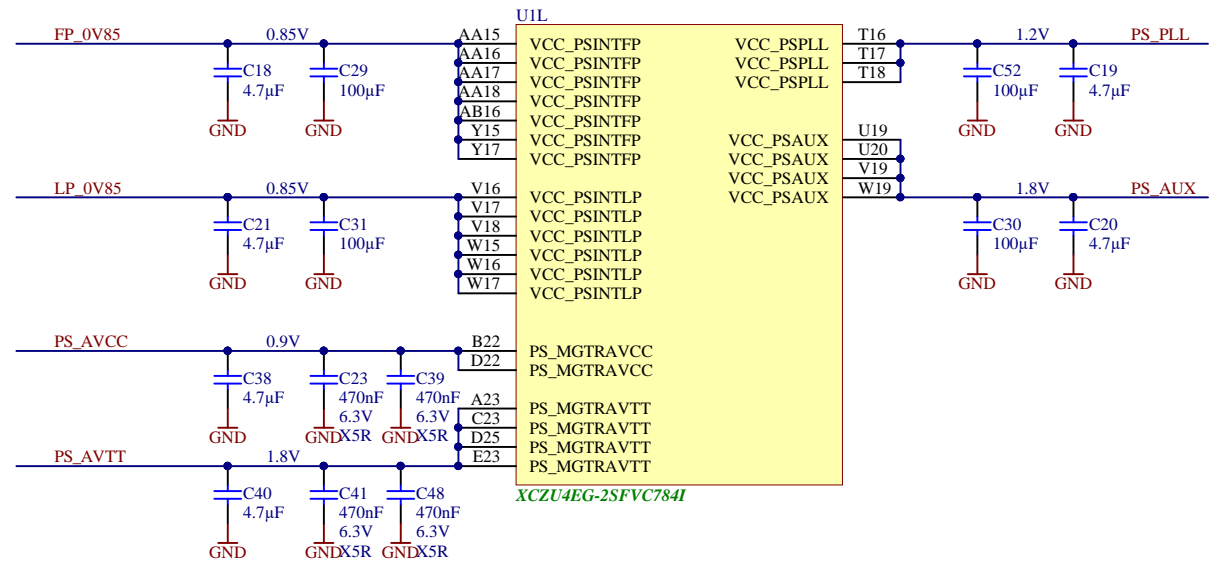 U1L
FP_0V85 0.85V
C18 4.7µF GND
C29 100µF GND
AA15 VCC_PSINTFP
AA16 VCC_PSINTFP
AA17 VCC_PSINTFP
AA18 VCC_PSINTFP
AB16 VCC_PSINTFP
Y15 VCC_PSINTFP
Y17 VCC_PSINTFP
LP_0V85 0.85V
C21 4.7µF GND
C31 100µF GND
V16 VCC_PSINTLP
V17 VCC_PSINTLP
V18 VCC_PSINTLP
W15 VCC_PSINTLP
W16 VCC_PSINTLP
W17 VCC_PSINTLP
PS_AVCC 0.9V
C38 4.7µF GND
C23 470nF 6.3V X5R GND
C39 470nF 6.3V X5R GND
B22 PS_MGTRAVCC
D22 PS_MGTRAVCC
PS_AVTT 1.8V
C40 4.7µF GND
C41 470nF 6.3V X5R GND
C48 470nF 6.3V X5R GND
A23 PS_MGTRAVTT
C23 PS_MGTRAVTT
D25 PS_MGTRAVTT
E23 PS_MGTRAVTT
VCC_PSPLL T16
VCC_PSPLL T17
VCC_PSPLL T18
1.2V PS_PLL
C52 100µF GND
C19 4.7µF GND
VCC_PSAUX U19
VCC_PSAUX U20
VCC_PSAUX V19
VCC_PSAUX W19
1.8V PS_AUX
C30 100µF GND
C20 4.7µF GND
XCZU4EG-2SFVC784I